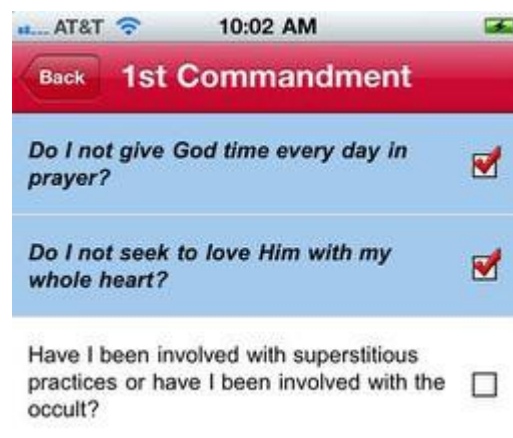 AT&T 10:02 AM
Back 1st Commandment
Do I not give God time every day in
prayer?
Do I not seek to love Him with my
whole heart?
Have I been involved with superstitious
practices or have I been involved with the
occult?